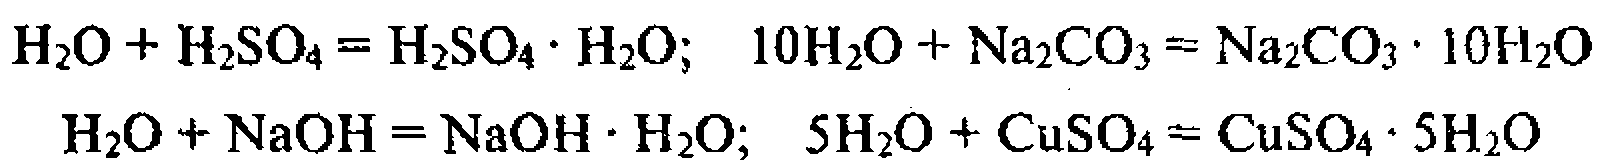 H₂O + H₂SO₄ = H₂SO₄ · H₂O; 10H₂O + Na₂CO₃ = Na₂CO₃ · 10H₂O
H₂O + NaOH = NaOH · H₂O; 5H₂O + CuSO₄ = CuSO₄ · 5H₂O